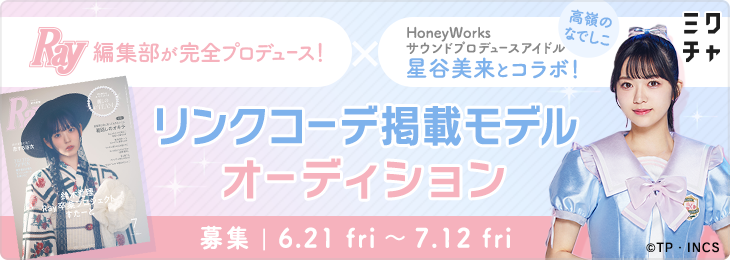 Ray 編集部が完全プロデュース!
HoneyWorks
サウンドプロデュースアイドル
高嶺の
なでしこ
星谷美来とコラボ!
ミクチャ
リンクコーデ掲載モデル
オーディション
募集 | 6.21 fri ~ 7.12 fri
©TP・INCS
Ray